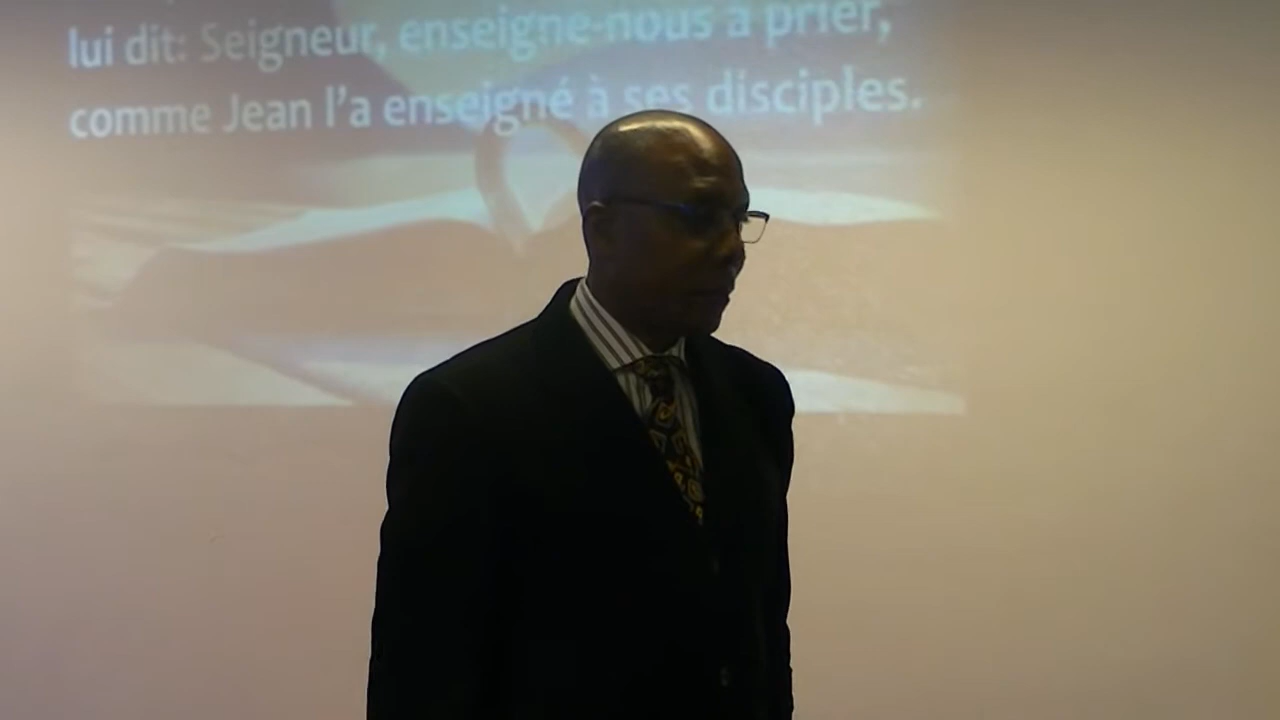 lui dit: Seigneur, enseigne-nous à prier,
comme Jean l'a enseigné à ses disciples.